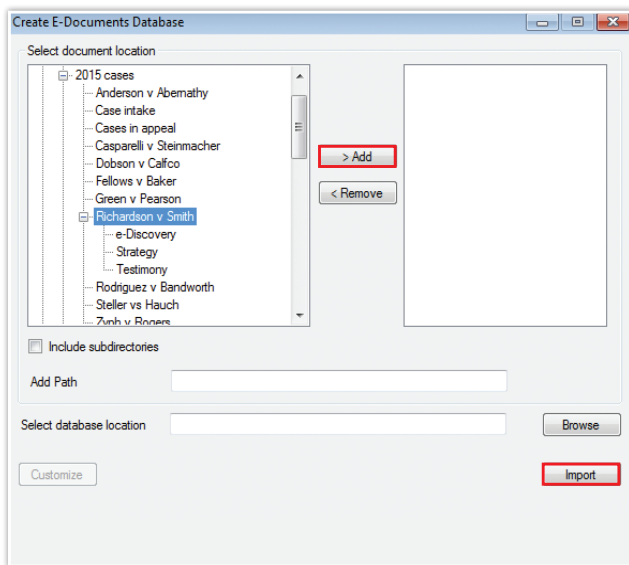 Create E-Documents Database
Select document location
2015 cases
Anderson v Abernathy
Case intake
Cases in appeal
Casparelli v Steinmacher
Dobson v Calfco
Fellows v Baker
Green v Pearson
Richardson v Smith
e-Discovery
Strategy
Testimony
Rodriguez v Bandworth
Steller vs Hauch
Zyph v Rogers
> Add
< Remove
Include subdirectories
Add Path
Select database location
Browse
Customize
Import